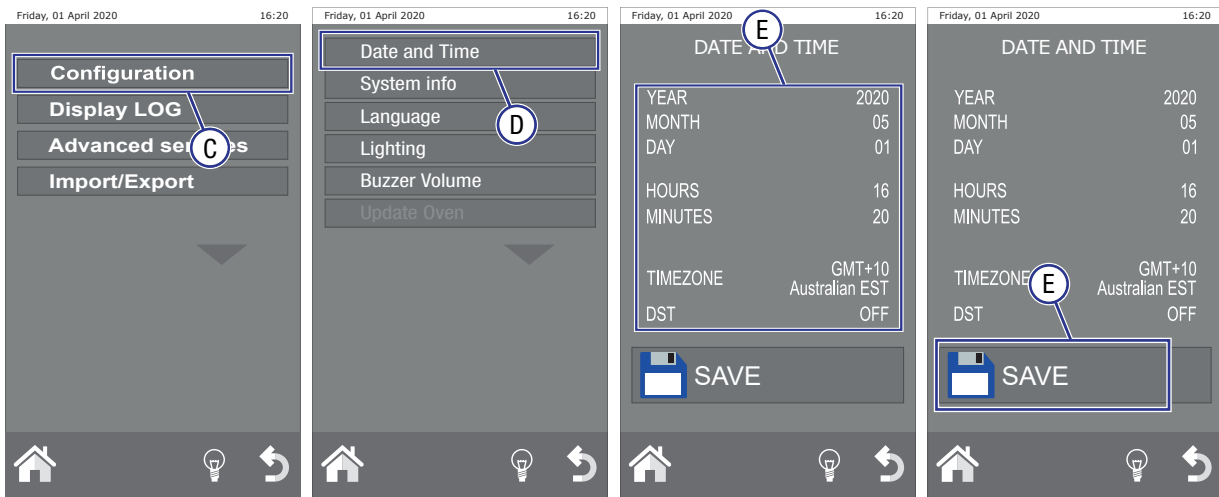 Friday, 01 April 2020 16:20
Configuration
Display LOG
Advanced ser es
Import/Export
C
Friday, 01 April 2020 16:20
Date and Time
System info
Language
Lighting
Buzzer Volume
Update Oven
D
Friday, 01 April 2020 16:20
DATE AND TIME
E
YEAR 2020
MONTH 05
DAY 01
HOURS 16
MINUTES 20
TIMEZONE GMT+10
Australian EST
DST OFF
SAVE
Friday, 01 April 2020 16:20
DATE AND TIME
YEAR 2020
MONTH 05
DAY 01
HOURS 16
MINUTES 20
TIMEZONE GMT+10
Australian EST
DST OFF
E
SAVE